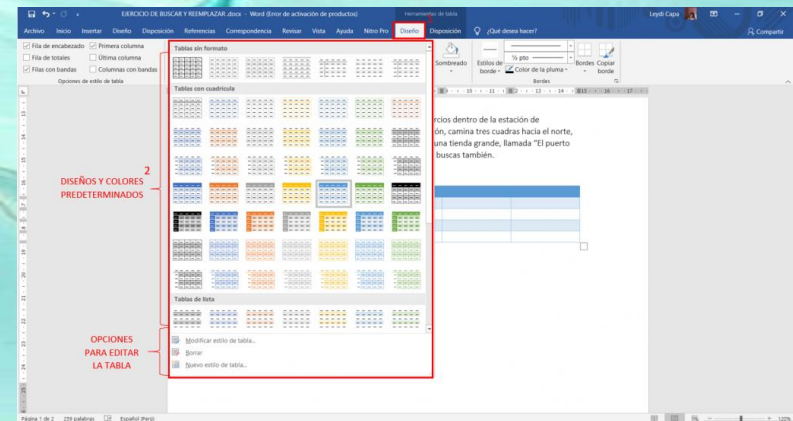 EJERCICIO DE BUSCAR Y REEMPLAZAR .docx - Word (Error de activación de productos)
Herramientas de tabla
Leydi Capa
Archivo Inicio Insertar Diseño Disposición Referencias Correspondencia Revisar Vista Ayuda Nitro Pro Diseño Disposición ¿Qué desea hacer? Compartir
Fila de encabezado Primera columna
Fila de totales Última columna
Filas con bandas Columnas con bandas
Opciones de estilo de tabla
Tablas sin formato
Tablas con cuadrícula
Tablas de lista
Modificar estilo de tabla...
Borrar
Nuevo estilo de tabla...
Sombreado
Estilos de borde
½ pto
Color de la pluma
Bordes
Copiar borde
Bordes
2
DISEÑOS Y COLORES
PREDETERMINADOS
OPCIONES
PARA EDITAR
LA TABLA
rcios dentro de la estación de
ón, camina tres cuadras hacia el norte,
una tienda grande, llamada "El puerto
buscas también.
Página 1 de 2 259 palabras Español (Perú)
120%